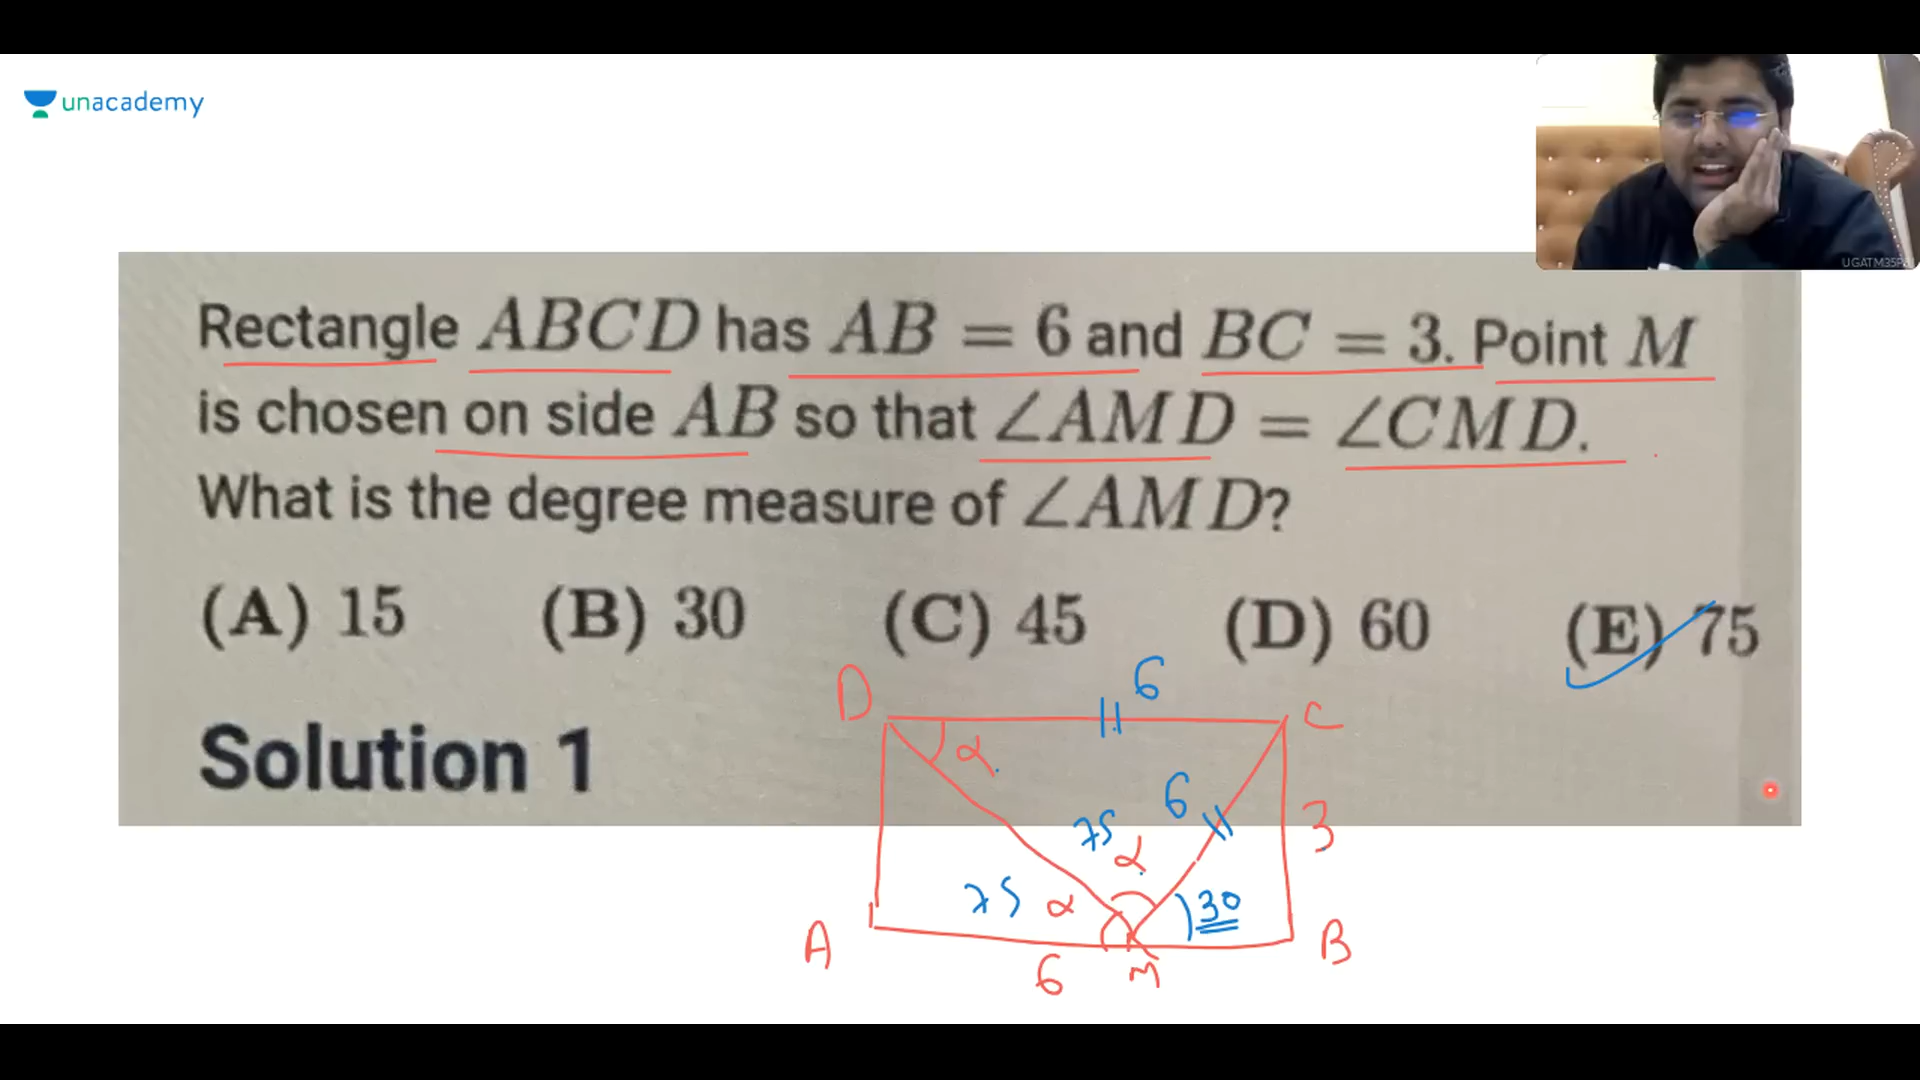 unacademy
Rectangle ABCD has AB = 6 and BC = 3. Point M
is chosen on side AB so that ∠AMD = ∠CMD.
What is the degree measure of ∠AMD?
(A) 15 (B) 30 (C) 45 (D) 60 (E) 75
Solution 1
D 6 C
α
6
75 3
α
75 α 30
A B
6 M